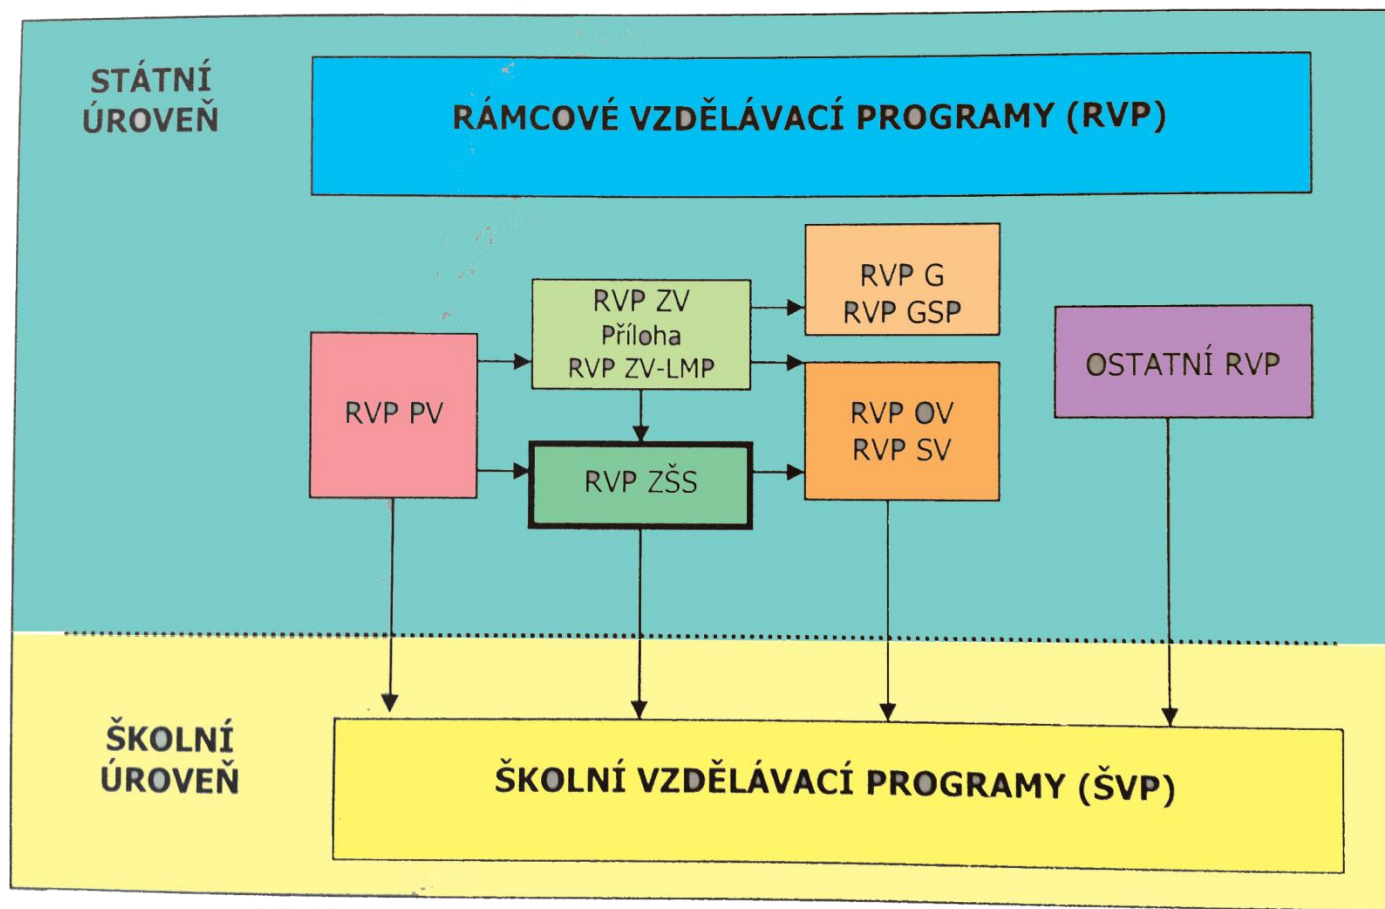 STÁTNÍ
ÚROVEŇ
RÁMCOVÉ VZDĚLÁVACÍ PROGRAMY (RVP)
RVP PV
RVP ZV
Příloha
RVP ZV-LMP
RVP ZŠS
RVP G
RVP GSP
RVP OV
RVP SV
OSTATNÍ RVP
ŠKOLNÍ
ÚROVEŇ
ŠKOLNÍ VZDĚLÁVACÍ PROGRAMY (ŠVP)